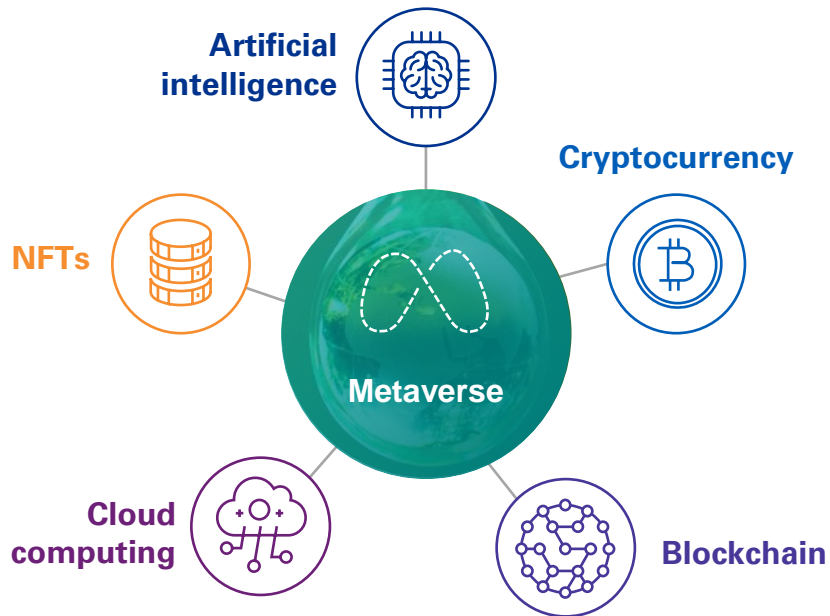 Artificial
intelligence
Cryptocurrency
NFTs
Metaverse
Cloud
computing
Blockchain